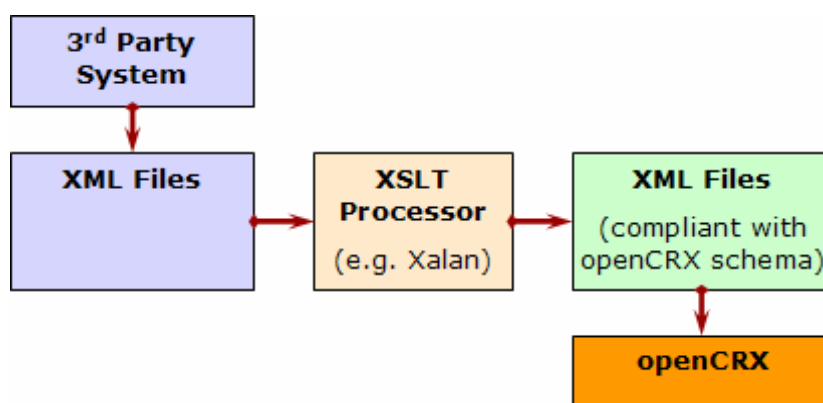 3rd Party
System
XML Files
XSLT
Processor
(e.g. Xalan)
XML Files
(compliant with
openCRX schema)
openCRX